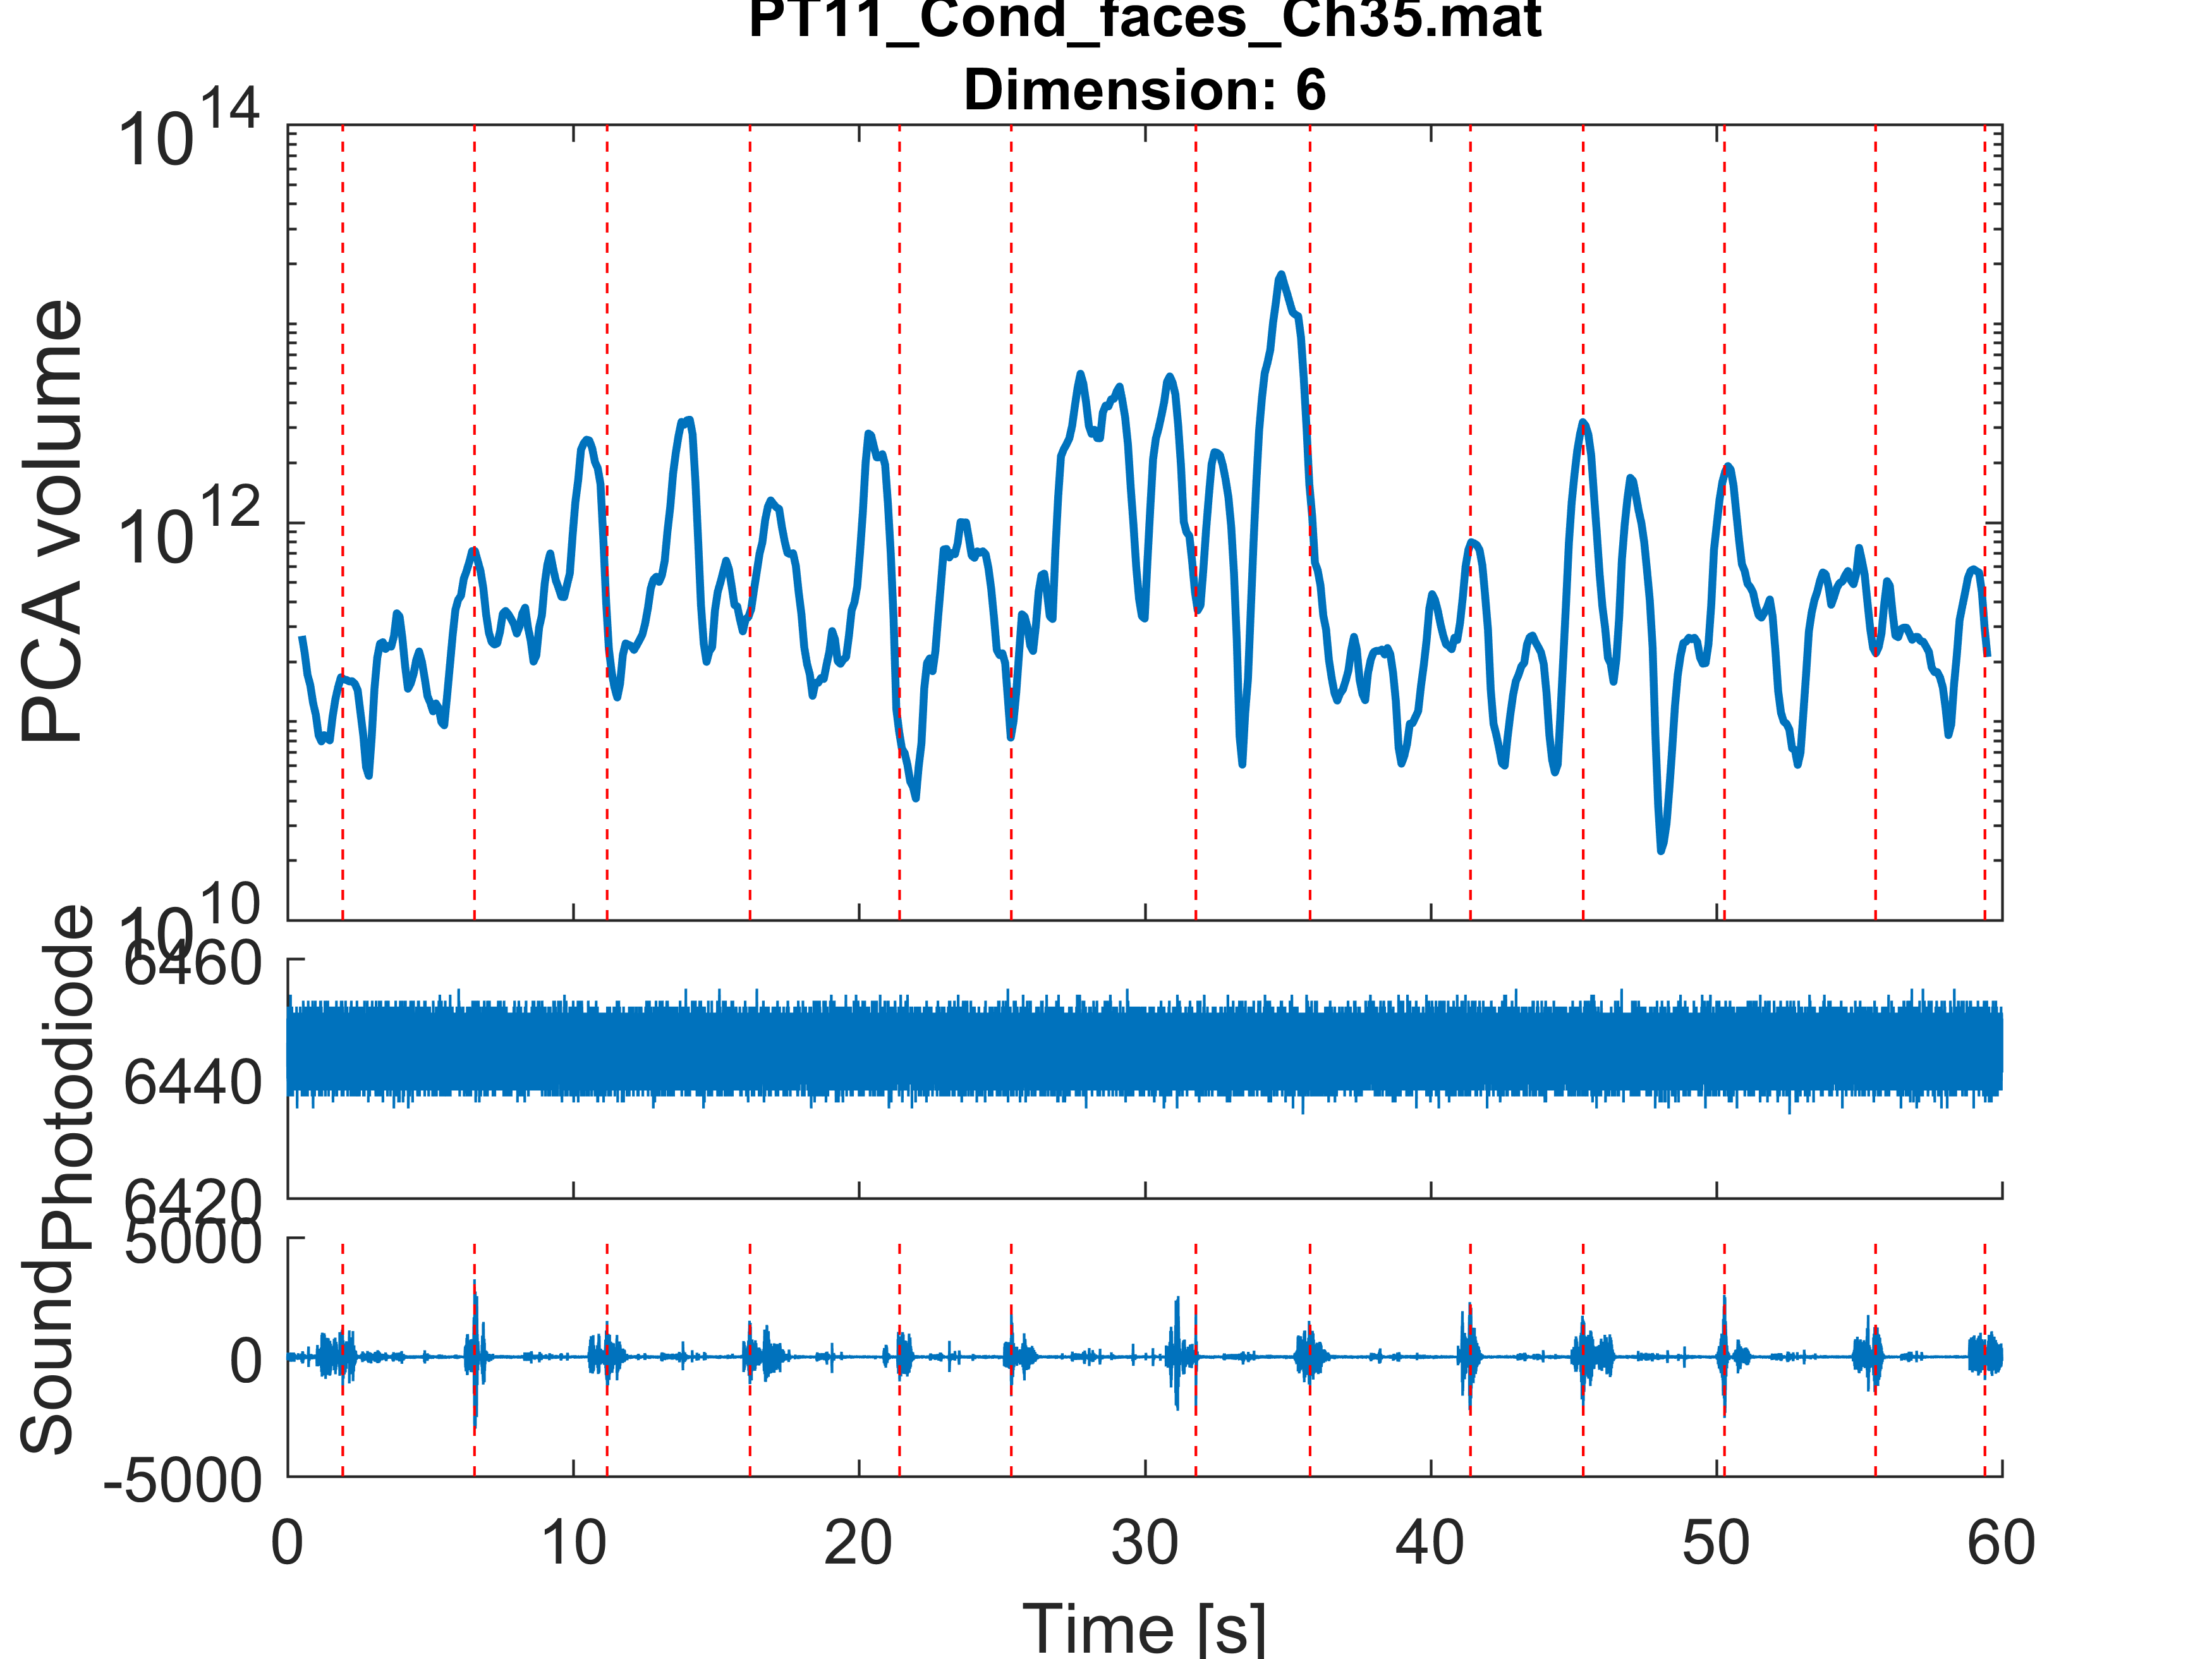 PT11_Cond_faces_Ch35.mat
Dimension: 6
10^14
10^12
10^10
PCA volume
6460
6440
6420
Photodiode
5000
0
-5000
Sound
0 10 20 30 40 50 60
Time [s]